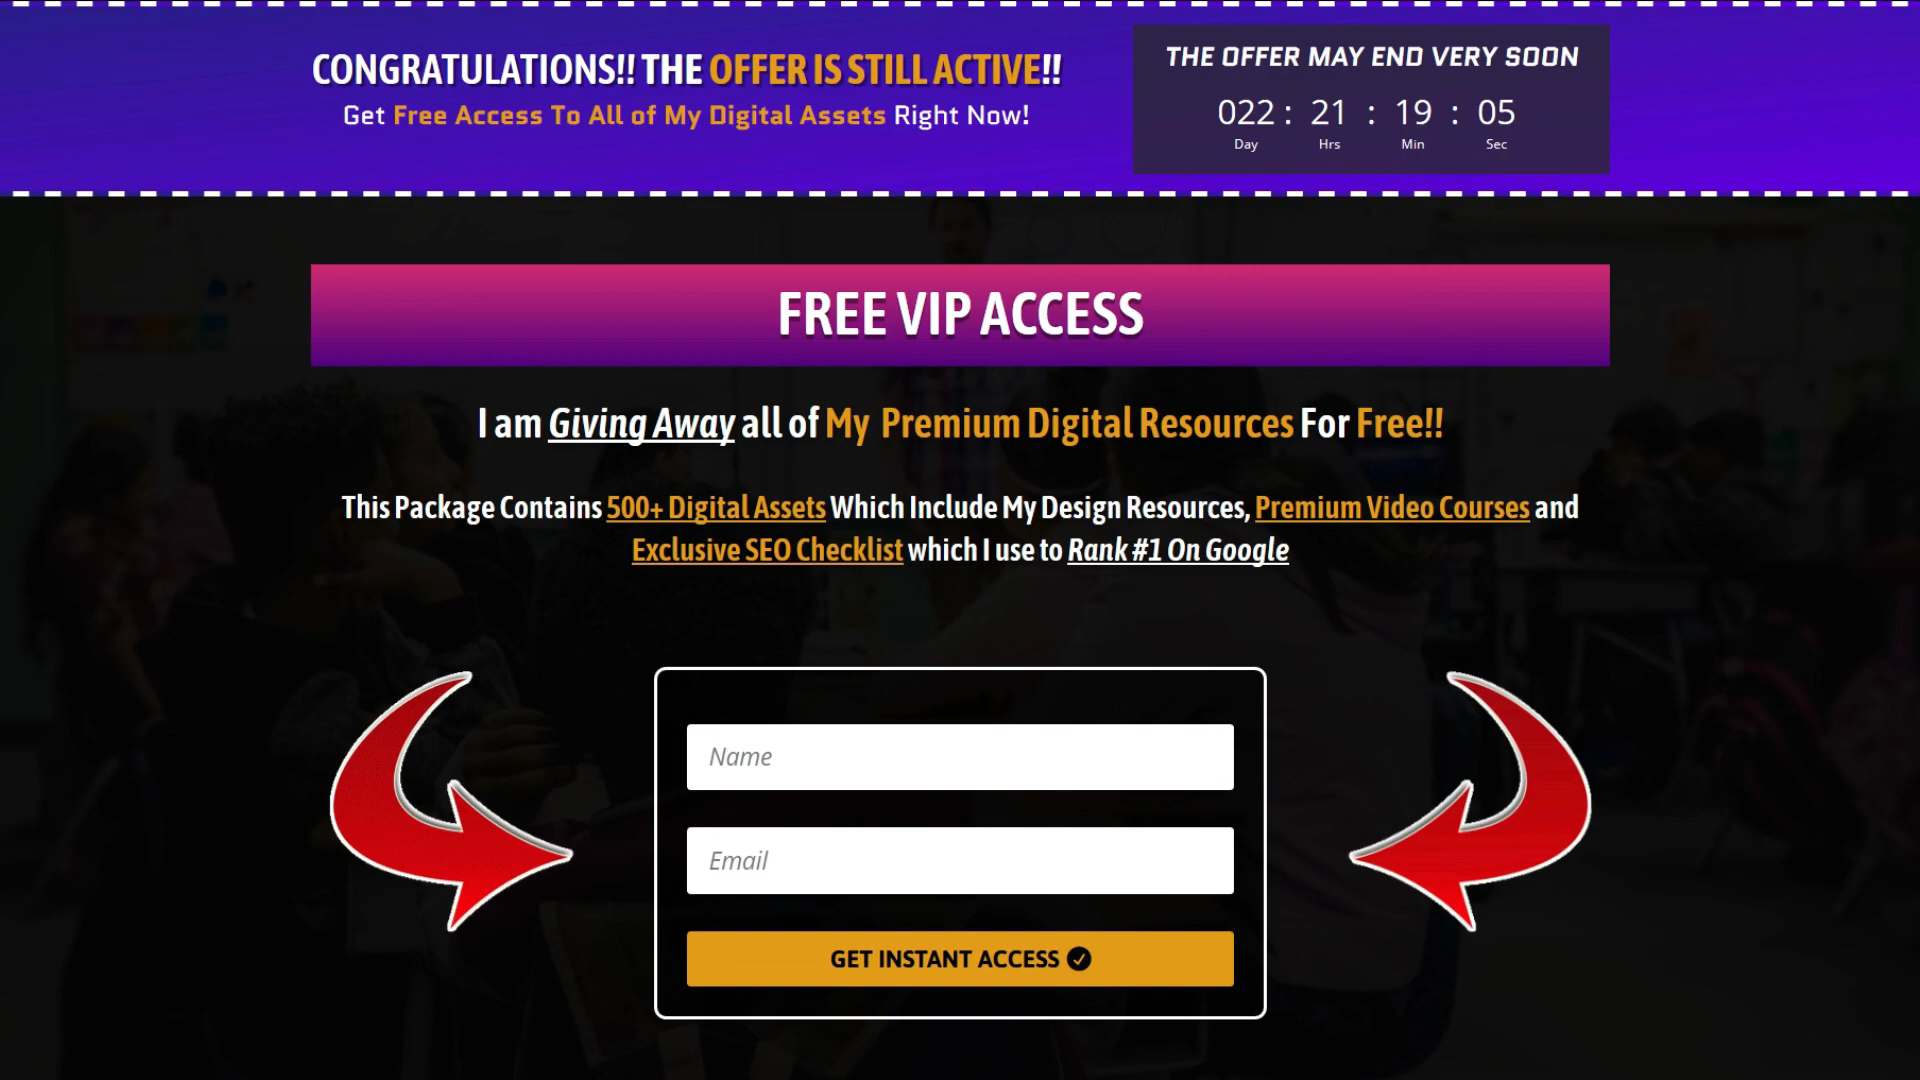 CONGRATULATIONS!! THE OFFER IS STILL ACTIVE!!
Get Free Access To All of My Digital Assets Right Now!
THE OFFER MAY END VERY SOON
022 : 21 : 19 : 05
Day Hrs Min Sec
FREE VIP ACCESS
I am Giving Away all of My Premium Digital Resources For Free!!
This Package Contains 500+ Digital Assets Which Include My Design Resources, Premium Video Courses and
Exclusive SEO Checklist which I use to Rank #1 On Google
Name
Email
GET INSTANT ACCESS